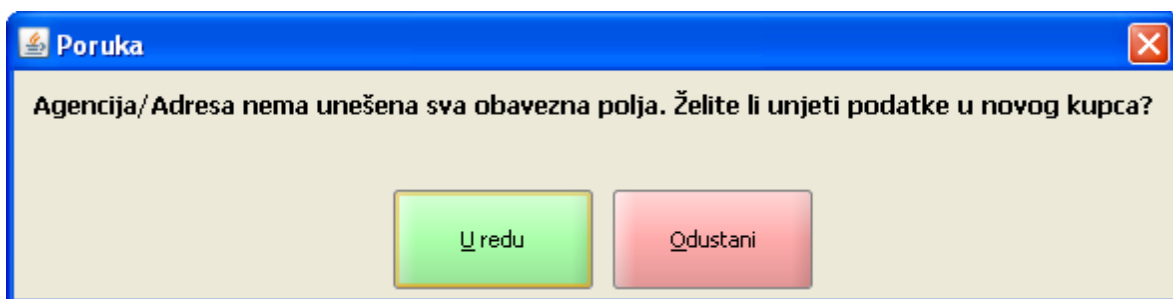 Poruka
Agencija/Adresa nema unešena sva obavezna polja. Želite li unjeti podatke u novog kupca?
U redu
Odustani